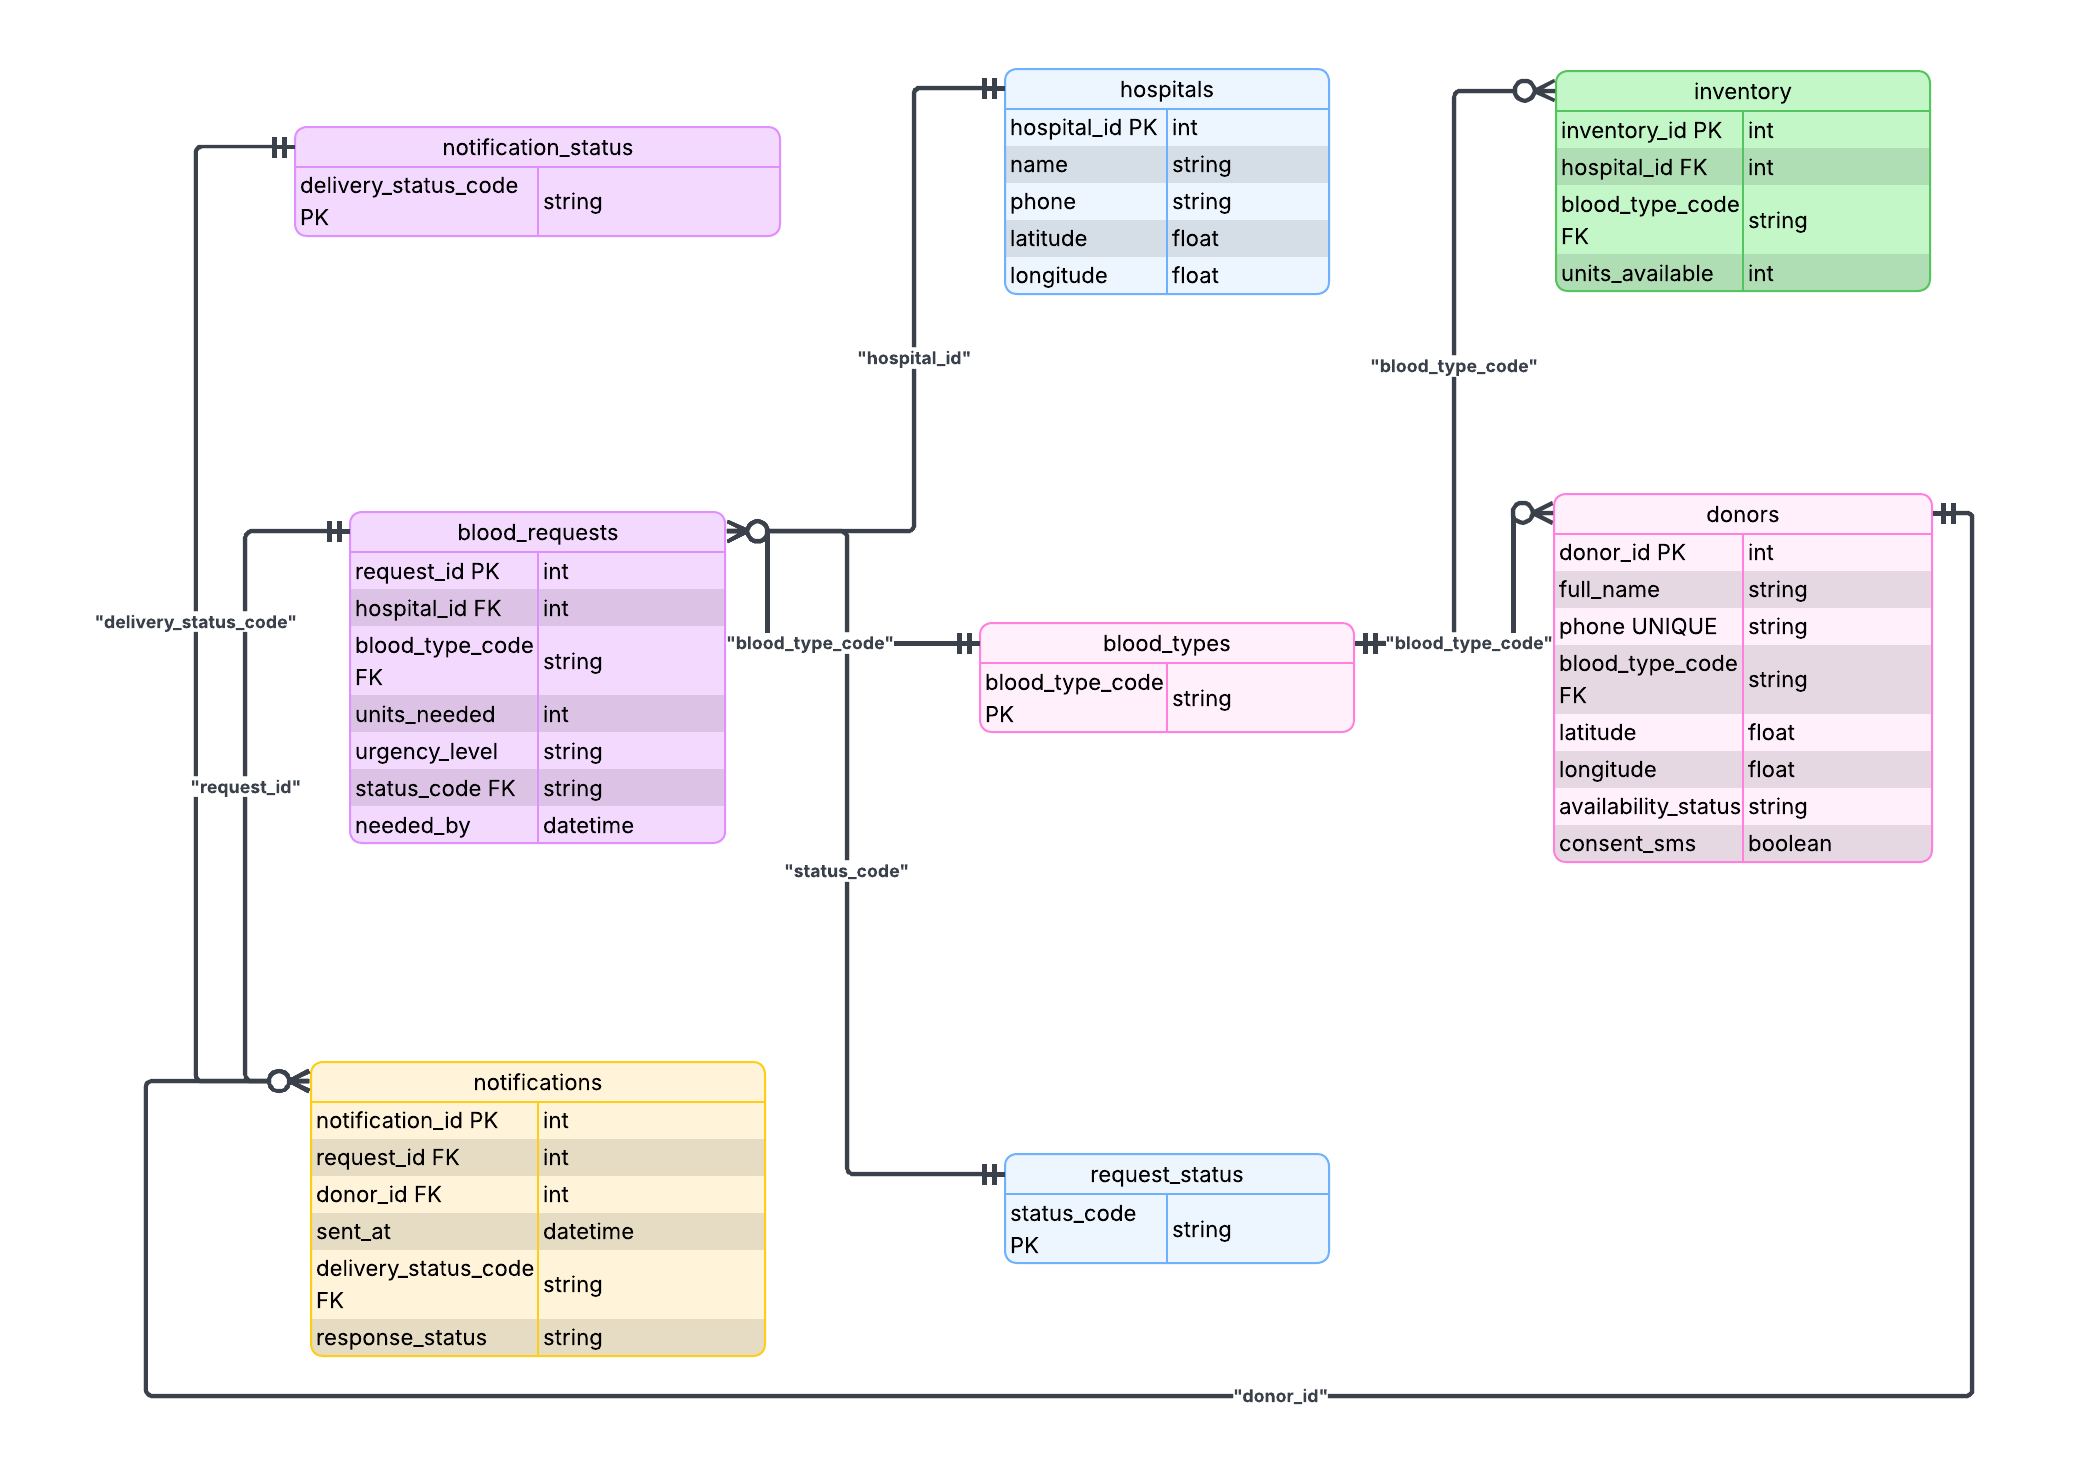 notification_status
delivery_status_code
PK
string
hospitals
hospital_id PK int
name string
phone string
latitude float
longitude float
inventory
inventory_id PK int
hospital_id FK int
blood_type_code
FK
string
units_available int
"hospital_id"
"blood_type_code"
"delivery_status_code"
"request_id"
blood_requests
request_id PK int
hospital_id FK int
blood_type_code
FK
string
units_needed int
urgency_level string
status_code FK string
needed_by datetime
"blood_type_code"
blood_types
blood_type_code
PK
string
"blood_type_code"
donors
donor_id PK int
full_name string
phone UNIQUE string
blood_type_code
FK
string
latitude float
longitude float
availability_status string
consent_sms boolean
"status_code"
notifications
notification_id PK int
request_id FK int
donor_id FK int
sent_at datetime
delivery_status_code
FK
string
response_status string
request_status
status_code
PK
string
"donor_id"